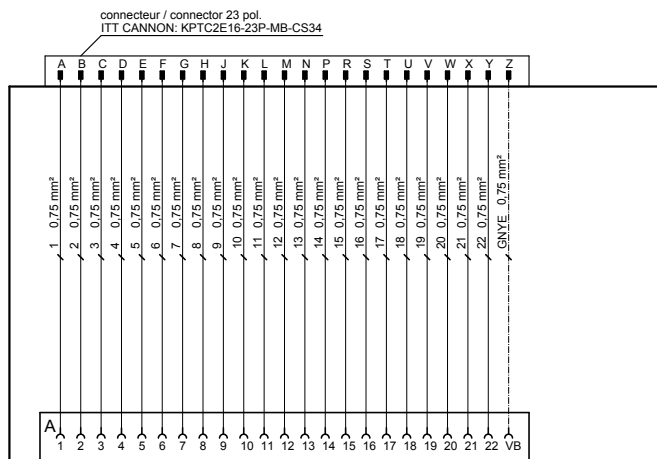 connecteur / connector 23 pol.
ITT CANNON: KPTC2E16-23P-MB-CS34
A B C D E F G H J K L M N P R S T U V W X Y Z
1 0,75 mm²
2 0,75 mm²
3 0,75 mm²
4 0,75 mm²
5 0,75 mm²
6 0,75 mm²
7 0,75 mm²
8 0,75 mm²
9 0,75 mm²
10 0,75 mm²
11 0,75 mm²
12 0,75 mm²
13 0,75 mm²
14 0,75 mm²
15 0,75 mm²
16 0,75 mm²
17 0,75 mm²
18 0,75 mm²
19 0,75 mm²
20 0,75 mm²
21 0,75 mm²
22 0,75 mm²
GNYE 0,75 mm²
A
1 2 3 4 5 6 7 8 9 10 11 12 13 14 15 16 17 18 19 20 21 22 VB